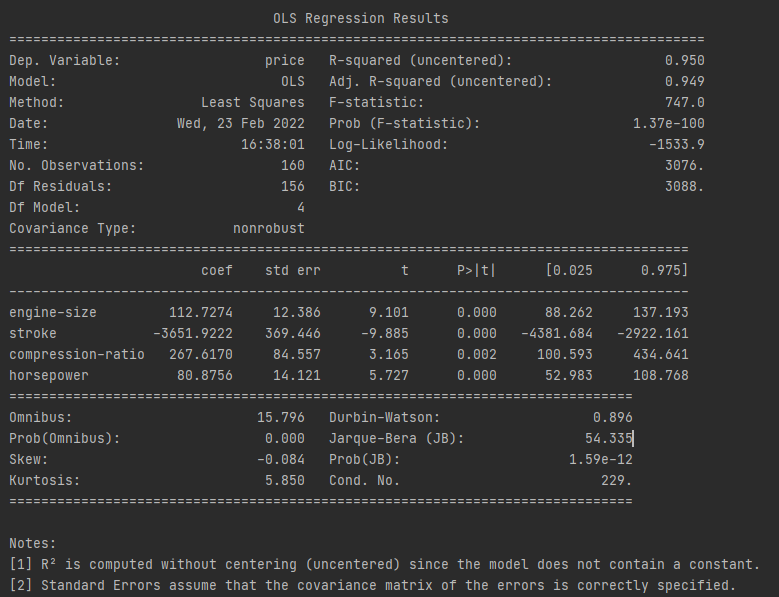 OLS Regression Results
=======================================================================================
Dep. Variable: price R-squared (uncentered): 0.950
Model: OLS Adj. R-squared (uncentered): 0.949
Method: Least Squares F-statistic: 747.0
Date: Wed, 23 Feb 2022 Prob (F-statistic): 1.37e-100
Time: 16:38:01 Log-Likelihood: -1533.9
No. Observations: 160 AIC: 3076.
Df Residuals: 156 BIC: 3088.
Df Model: 4
Covariance Type: nonrobust
=====================================================================================
coef std err t P>|t| [0.025 0.975]
-------------------------------------------------------------------------------------
engine-size 112.7274 12.386 9.101 0.000 88.262 137.193
stroke -3651.9222 369.446 -9.885 0.000 -4381.684 -2922.161
compression-ratio 267.6170 84.557 3.165 0.002 100.593 434.641
horsepower 80.8756 14.121 5.727 0.000 52.983 108.768
==============================================================================
Omnibus: 15.796 Durbin-Watson: 0.896
Prob(Omnibus): 0.000 Jarque-Bera (JB): 54.335
Skew: -0.084 Prob(JB): 1.59e-12
Kurtosis: 5.850 Cond. No. 229.
==============================================================================
Notes:
[1] R² is computed without centering (uncentered) since the model does not contain a constant.
[2] Standard Errors assume that the covariance matrix of the errors is correctly specified.